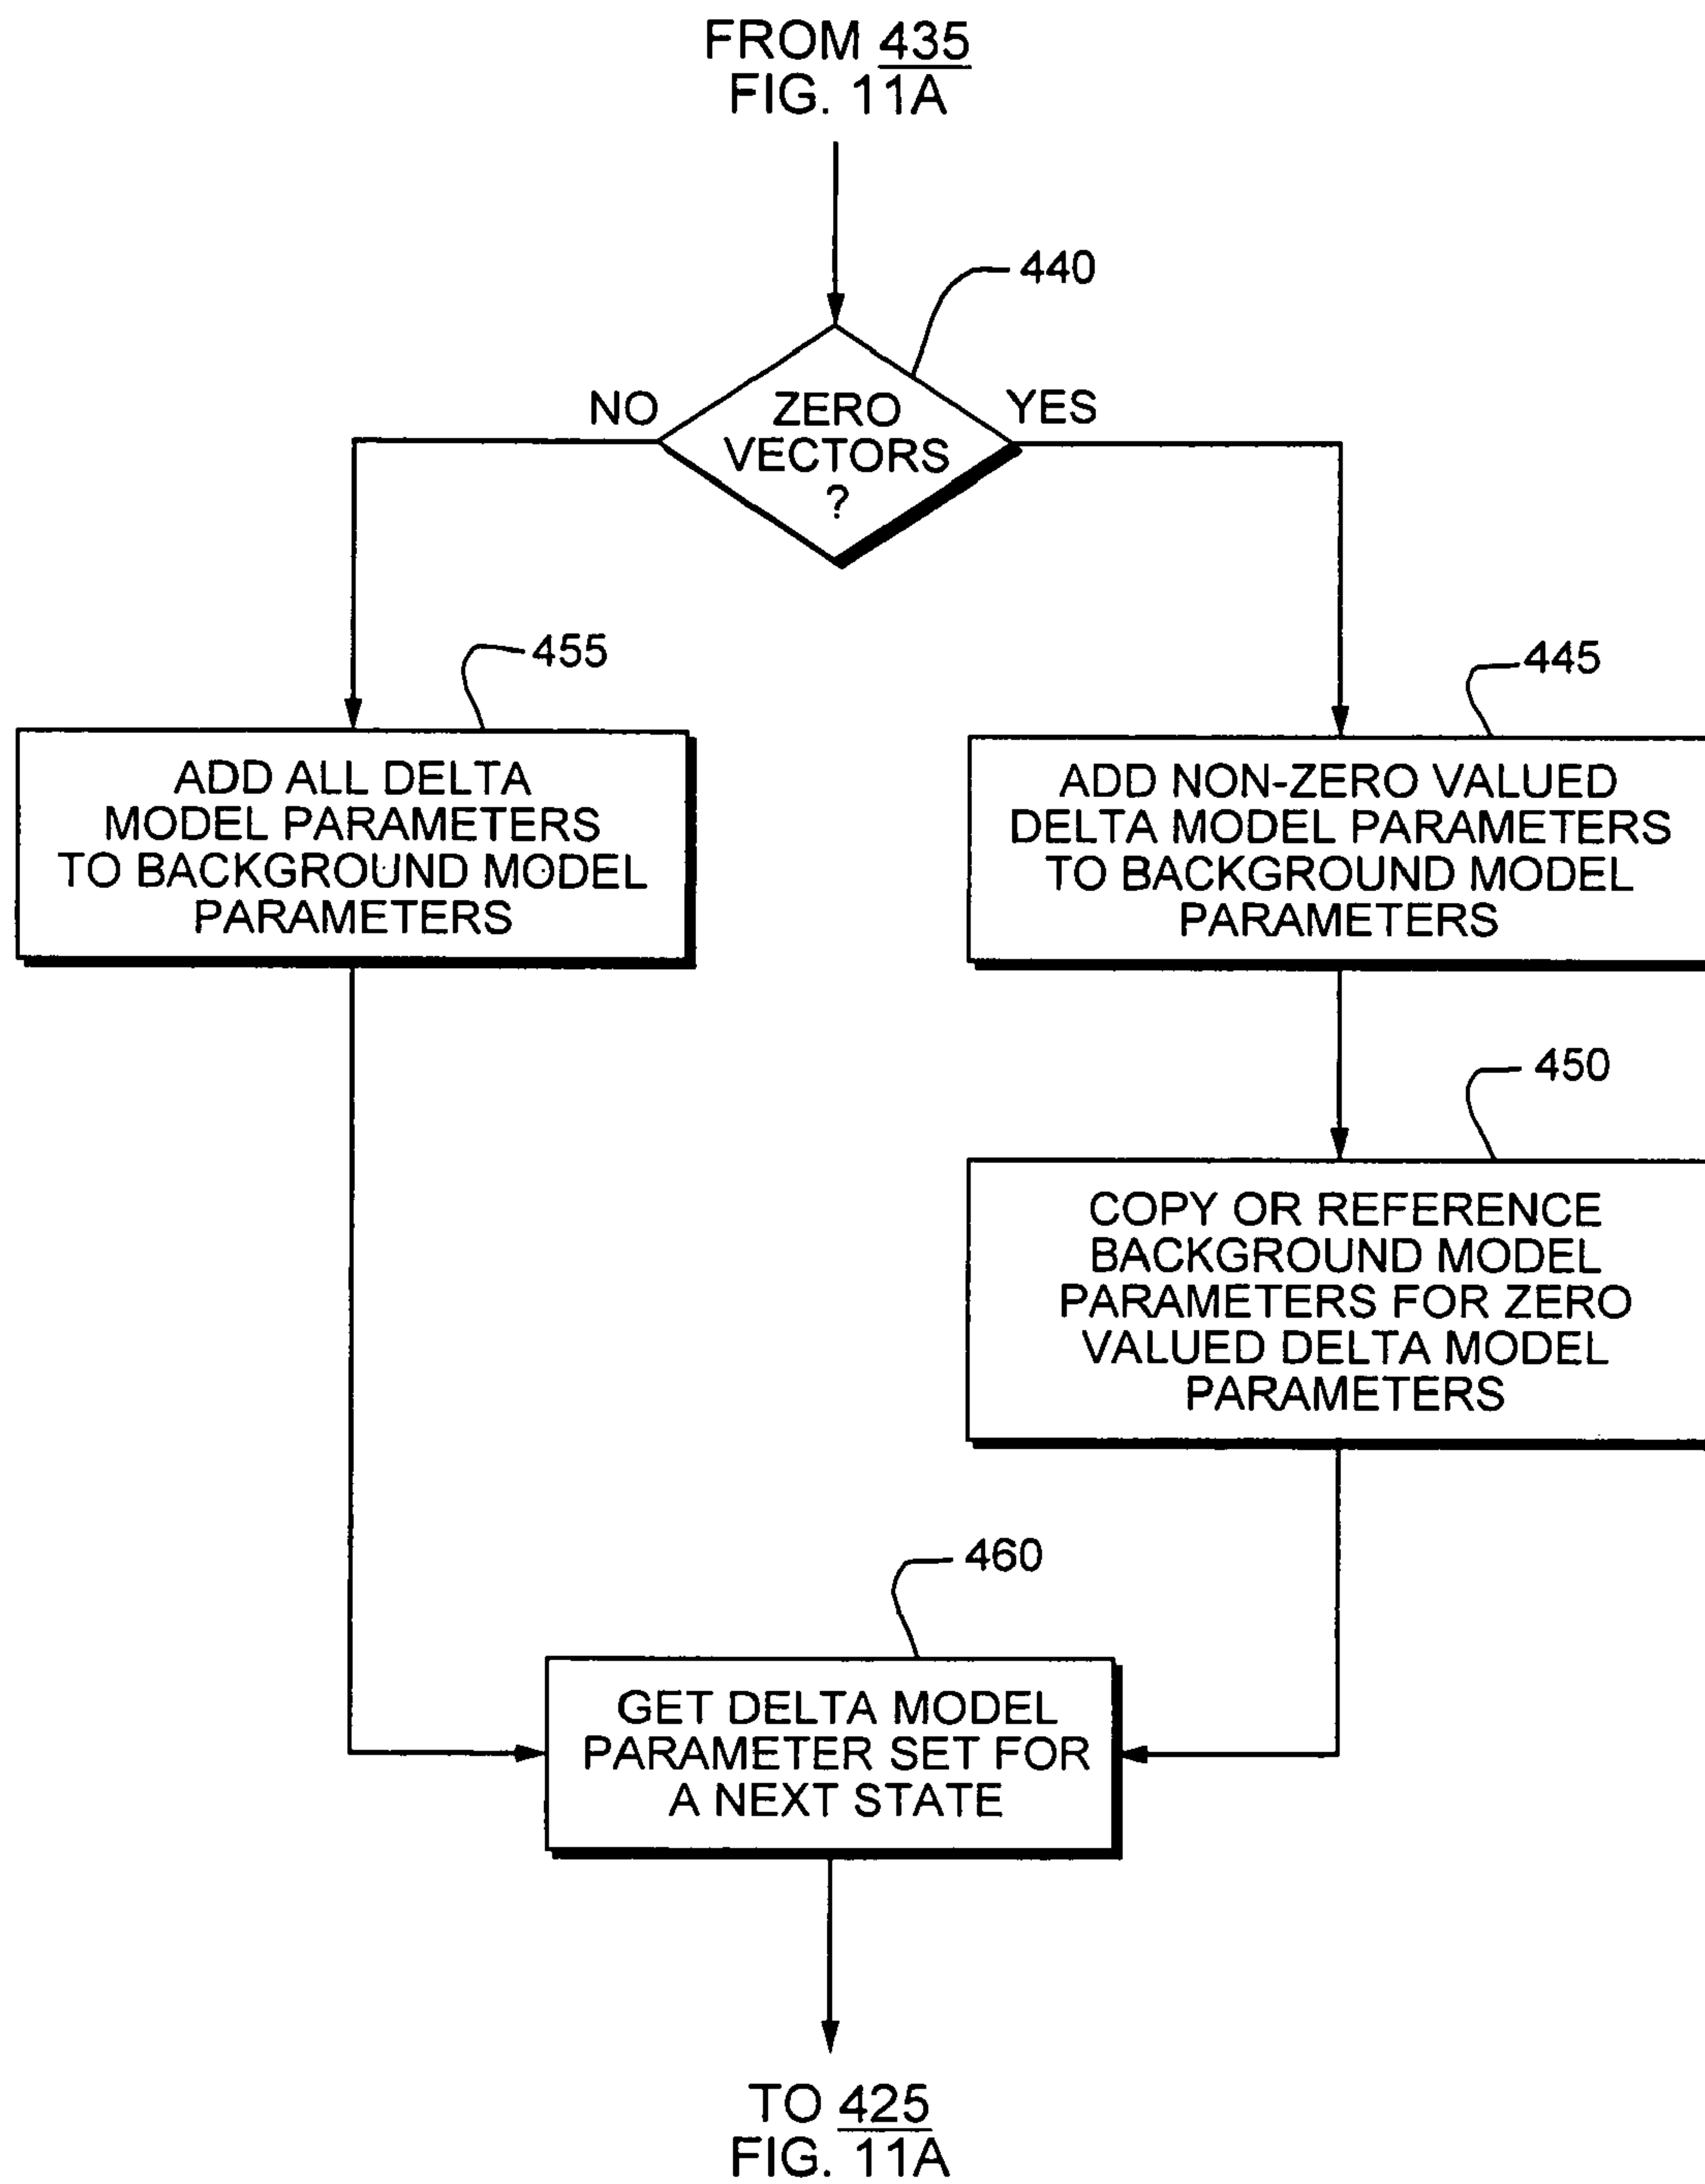 FROM 435
FIG. 11A
440
NO
ZERO
VECTORS
?
YES
455
ADD ALL DELTA
MODEL PARAMETERS
TO BACKGROUND MODEL
PARAMETERS
445
ADD NON-ZERO VALUED
DELTA MODEL PARAMETERS
TO BACKGROUND MODEL
PARAMETERS
450
COPY OR REFERENCE
BACKGROUND MODEL
PARAMETERS FOR ZERO
VALUED DELTA MODEL
PARAMETERS
460
GET DELTA MODEL
PARAMETER SET FOR
A NEXT STATE
TO 425
FIG. 11A